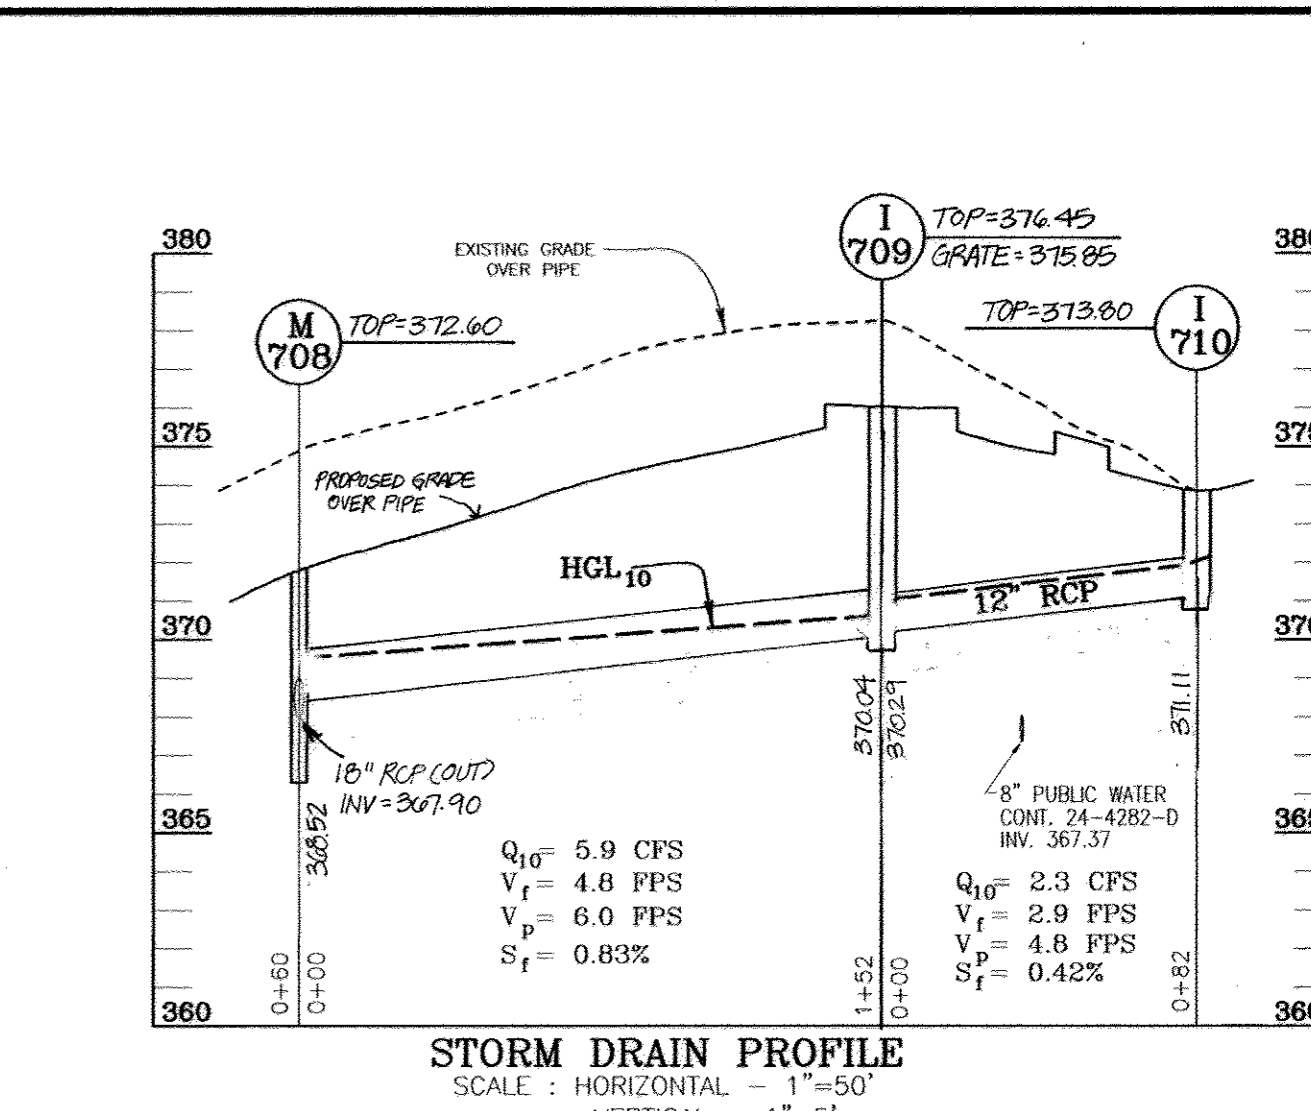 380
375
370
365
360
EXISTING GRADE
OVER PIPE
M
708
TOP=372.60
I
709
TOP=376.45
GRATE=375.85
TOP=373.80
I
710
PROPOSED GRADE
OVER PIPE
HGL10
12" RCP
18" RCP (OUT)
INV=367.90
368.52
370.04
370.29
371.11
8" PUBLIC WATER
CONT. 24-4282-D
INV. 367.37
Q10= 5.9 CFS
Vf= 4.8 FPS
Vp= 6.0 FPS
Sf= 0.83%
Q10= 2.3 CFS
Vf= 2.9 FPS
Vp= 4.8 FPS
Sf= 0.42%
0+60
0+00
1+52
0+00
0+82
STORM DRAIN PROFILE
SCALE : HORIZONTAL - 1"=50'